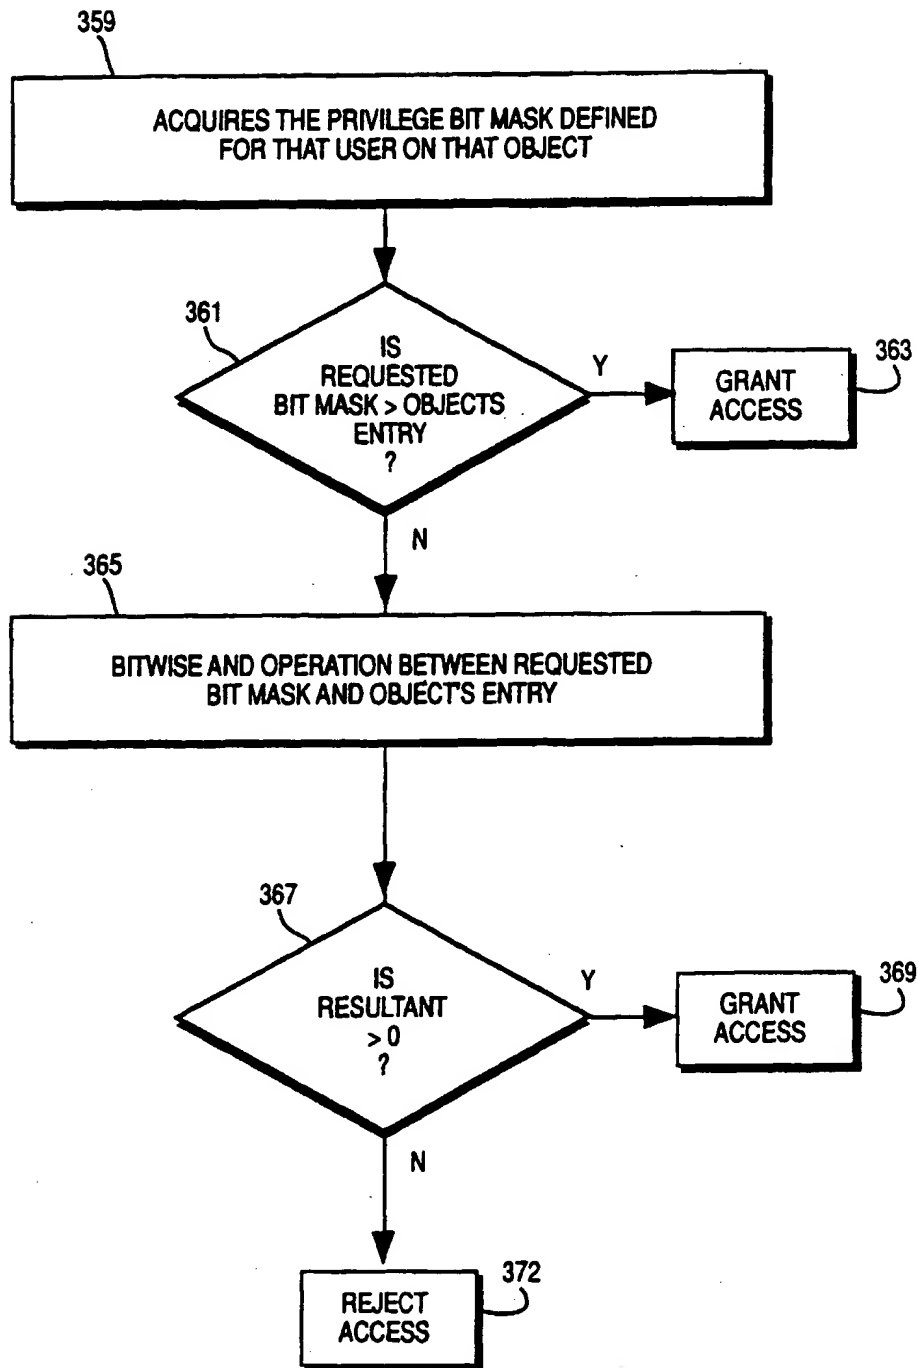 359
ACQUIRES THE PRIVILEGE BIT MASK DEFINED
FOR THAT USER ON THAT OBJECT
361
IS
REQUESTED
BIT MASK > OBJECTS
ENTRY
?
Y
GRANT
ACCESS
363
N
365
BITWISE AND OPERATION BETWEEN REQUESTED
BIT MASK AND OBJECT'S ENTRY
367
IS
RESULTANT
> 0
?
Y
GRANT
ACCESS
369
N
REJECT
ACCESS
372